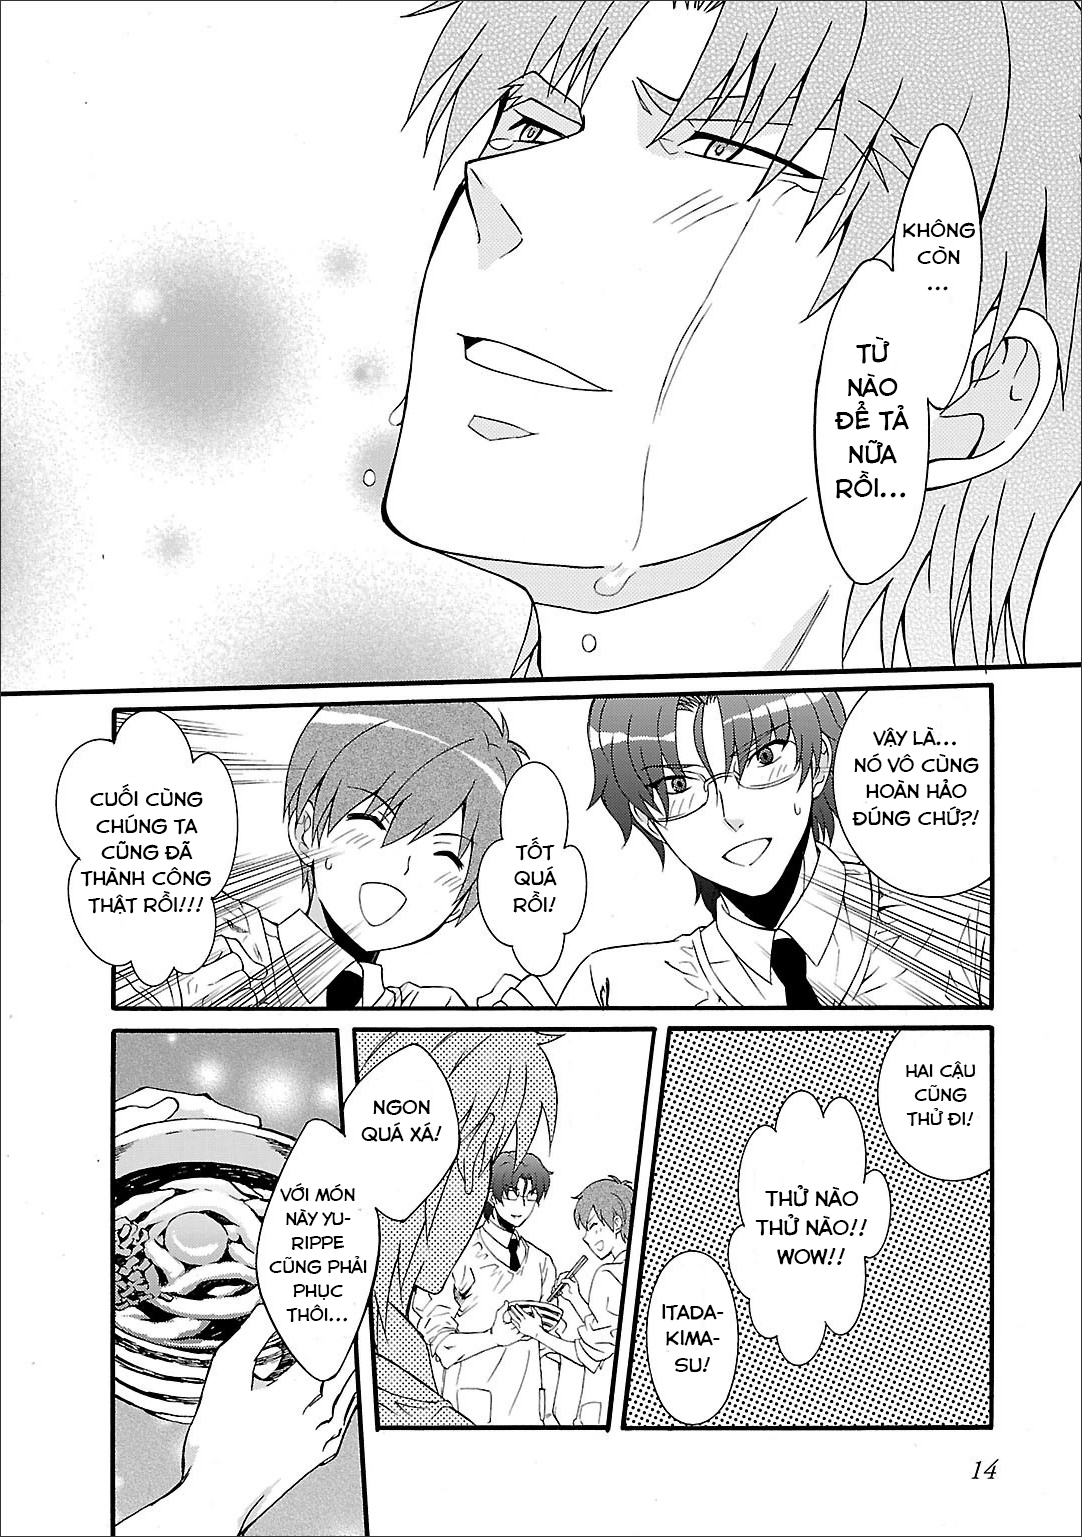 KHÔNG
CÒN
...
TỪ
NÀO
ĐỂ TẢ
NỮA
RỒI...
VẬY LÀ...
NÓ VÔ CÙNG
HOÀN HẢO
ĐÚNG CHỨ?!
TỐT
QUÁ
RỒI!
CUỐI CÙNG
CHÚNG TA
CŨNG ĐÃ
THÀNH CÔNG
THẬT RỒI!!!
HAI CẬU
CŨNG
THỬ ĐI!
THỬ NÀO
THỬ NÀO!!
WOW!!
ITADA-
KIMA-
SU!
NGON
QUÁ XÁ!
VỚI MÓN
NÀY YU-
RIPPE
CŨNG PHẢI
PHỤC
THÔI...
14